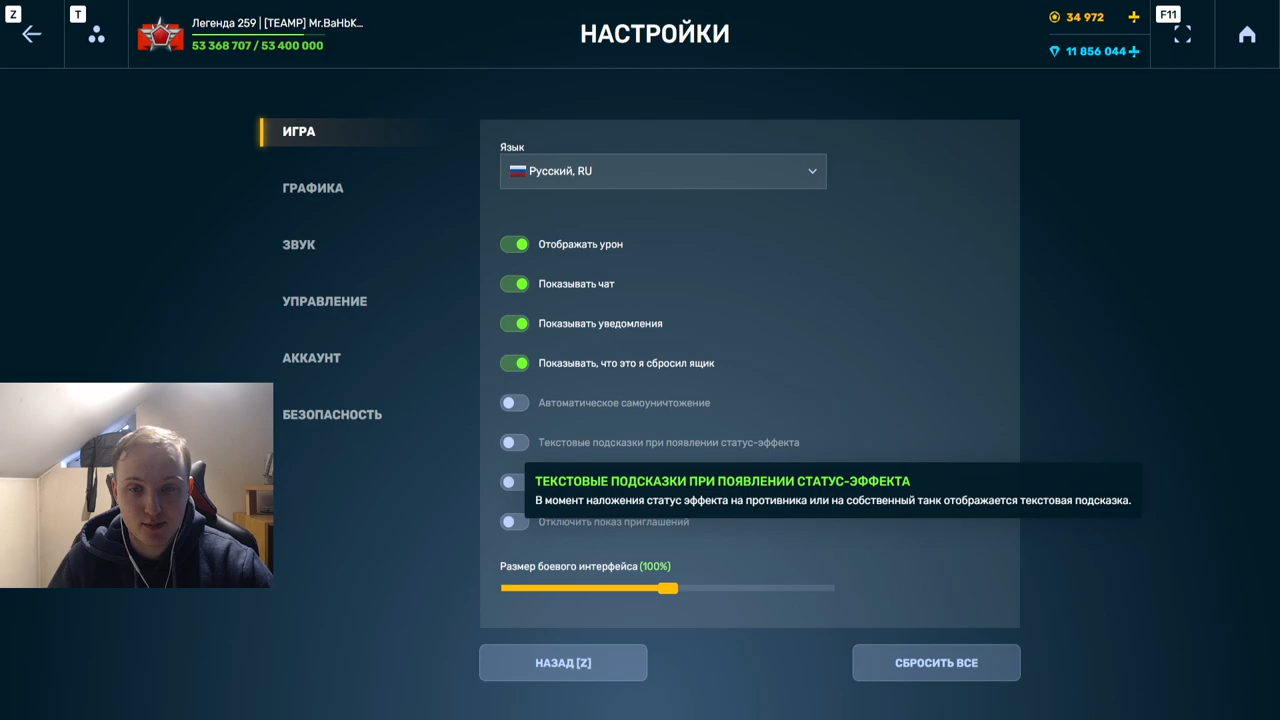 Z
T
Легенда 259 | [TEAMP] Mr.BaHbK...
53 368 707 / 53 400 000
НАСТРОЙКИ
34 972
11 856 044
F11
ИГРА
ГРАФИКА
ЗВУК
УПРАВЛЕНИЕ
АККАУНТ
БЕЗОПАСНОСТЬ
Язык
Русский, RU
Отображать урон
Показывать чат
Показывать уведомления
Показывать, что это я сбросил ящик
Автоматическое самоуничтожение
Текстовые подсказки при появлении статус-эффекта
ТЕКСТОВЫЕ ПОДСКАЗКИ ПРИ ПОЯВЛЕНИИ СТАТУС-ЭФФЕКТА
В момент наложения статус эффекта на противника или на собственный танк отображается текстовая подсказка.
Отключить показ приглашений
Размер боевого интерфейса (100%)
НАЗАД [Z]
СБРОСИТЬ ВСЕ